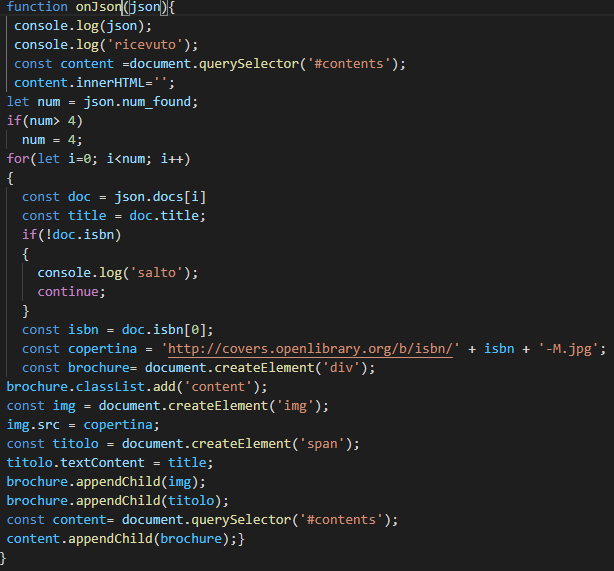 function onJson(json){
 console.log(json);
 console.log('ricevuto');
 const content =document.querySelector('#contents');
 content.innerHTML='';
let num = json.num_found;
if(num> 4)
  num = 4;
for(let i=0; i<num; i++)
{
  const doc = json.docs[i]
  const title = doc.title;
  if(!doc.isbn)
  {
    console.log('salto');
    continue;
  }
  const isbn = doc.isbn[0];
  const copertina = 'http://covers.openlibrary.org/b/isbn/' + isbn + '-M.jpg';
  const brochure= document.createElement('div');
brochure.classList.add('content');
const img = document.createElement('img');
img.src = copertina;
const titolo = document.createElement('span');
titolo.textContent = title;
brochure.appendChild(img);
brochure.appendChild(titolo);
const content= document.querySelector('#contents');
content.appendChild(brochure);}
}